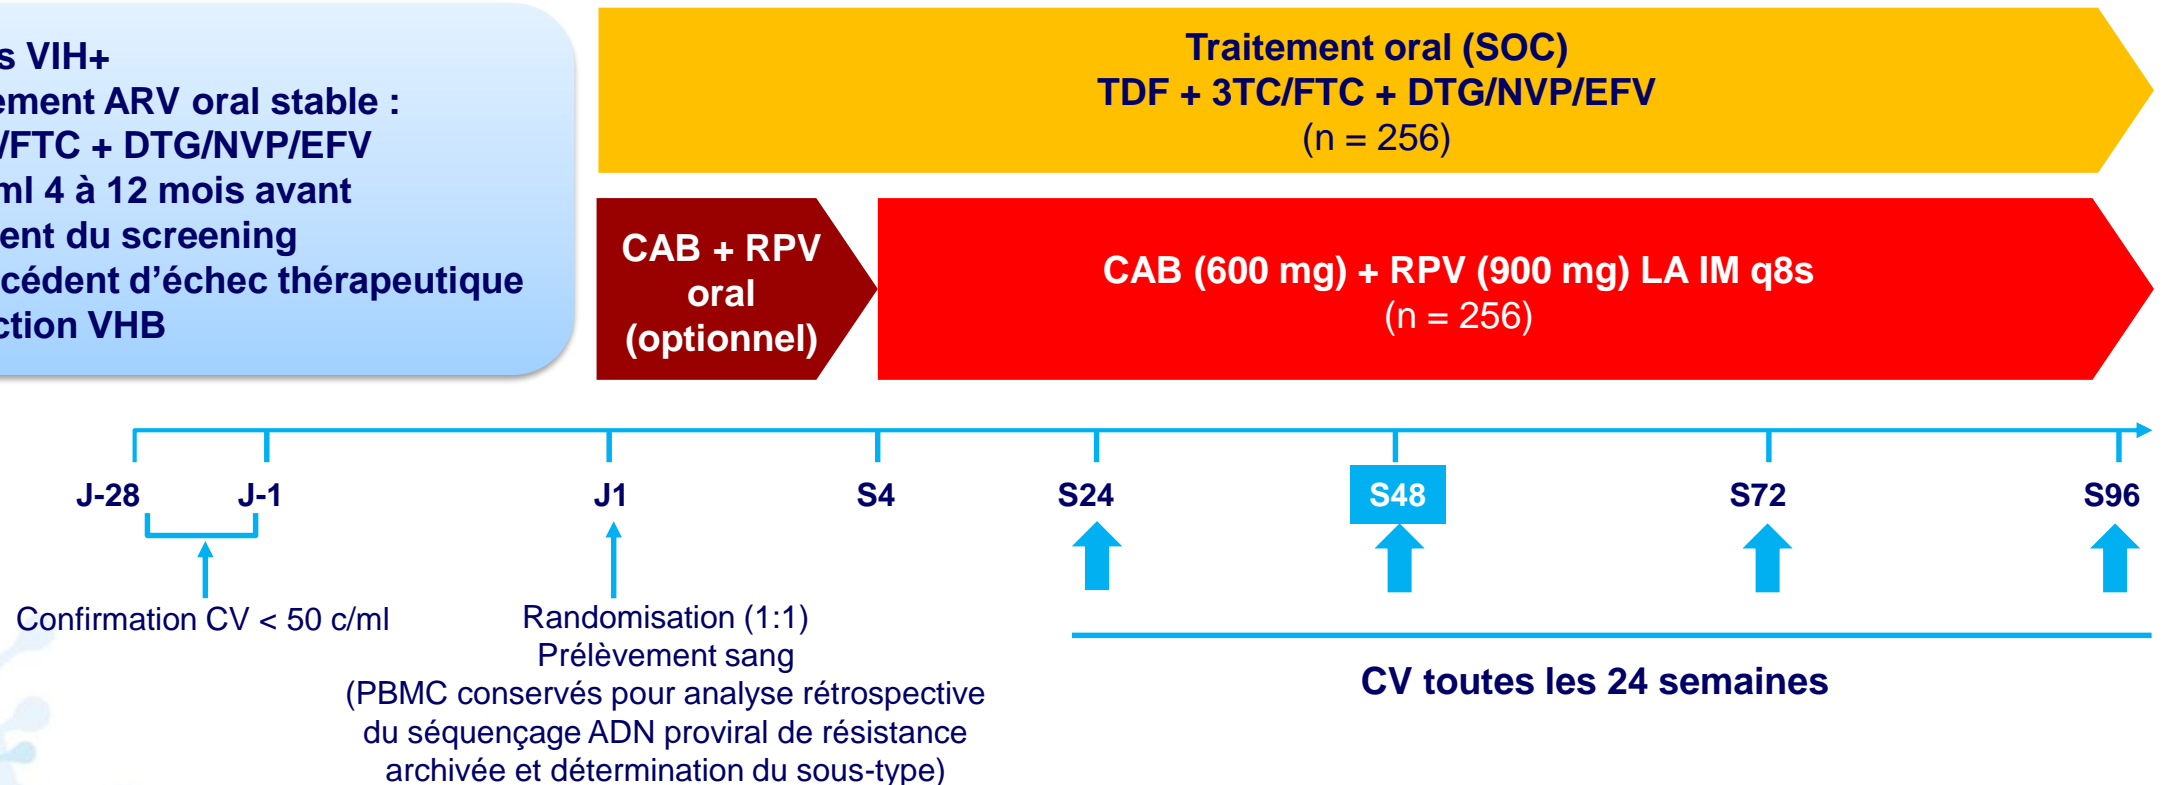 s VIH+
ement ARV oral stable :
/FTC + DTG/NVP/EFV
ml 4 à 12 mois avant
ent du screening
cédent d’échec thérapeutique
ction VHB
Traitement oral (SOC)
TDF + 3TC/FTC + DTG/NVP/EFV
(n = 256)
CAB + RPV
oral
(optionnel)
CAB (600 mg) + RPV (900 mg) LA IM q8s
(n = 256)
J-28 J-1 J1 S4 S24 S48 S72 S96
Confirmation CV < 50 c/ml
Randomisation (1:1)
Prélèvement sang
(PBMC conservés pour analyse rétrospective
du séquençage ADN proviral de résistance
archivée et détermination du sous-type)
CV toutes les 24 semaines